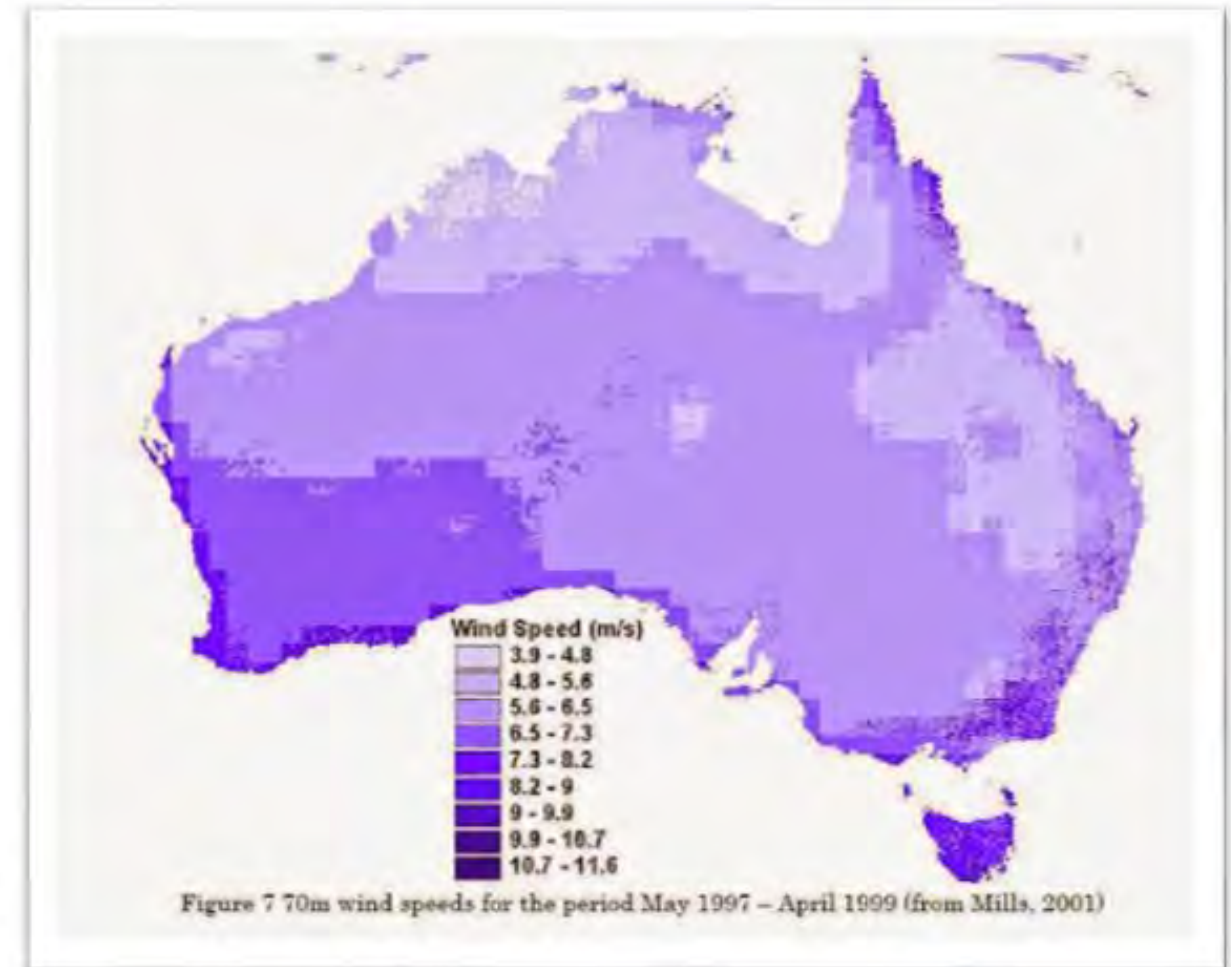 Wind Speed (m/s)
3.9 - 4.8
4.8 - 5.6
5.6 - 6.5
6.5 - 7.3
7.3 - 8.2
8.2 - 9
9 - 9.9
9.9 - 10.7
10.7 - 11.6
Figure 7 70m wind speeds for the period May 1997 – April 1999 (from Mills, 2001)